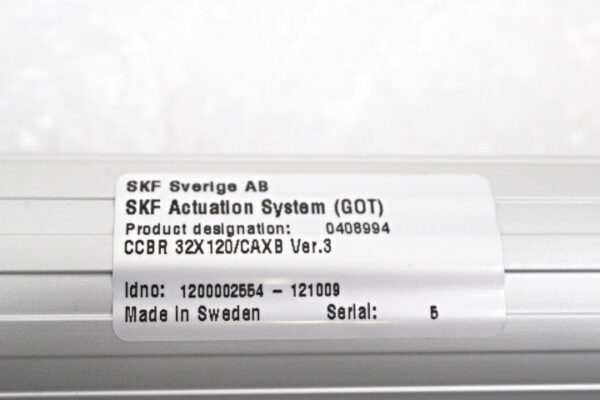 SKF Sverige AB
SKF Actuation System (GOT)
Product designation: 0408994
CCBR 32X120/CAXB Ver.3
Idno: 1200002554 - 121009
Made in Sweden Serial: 5